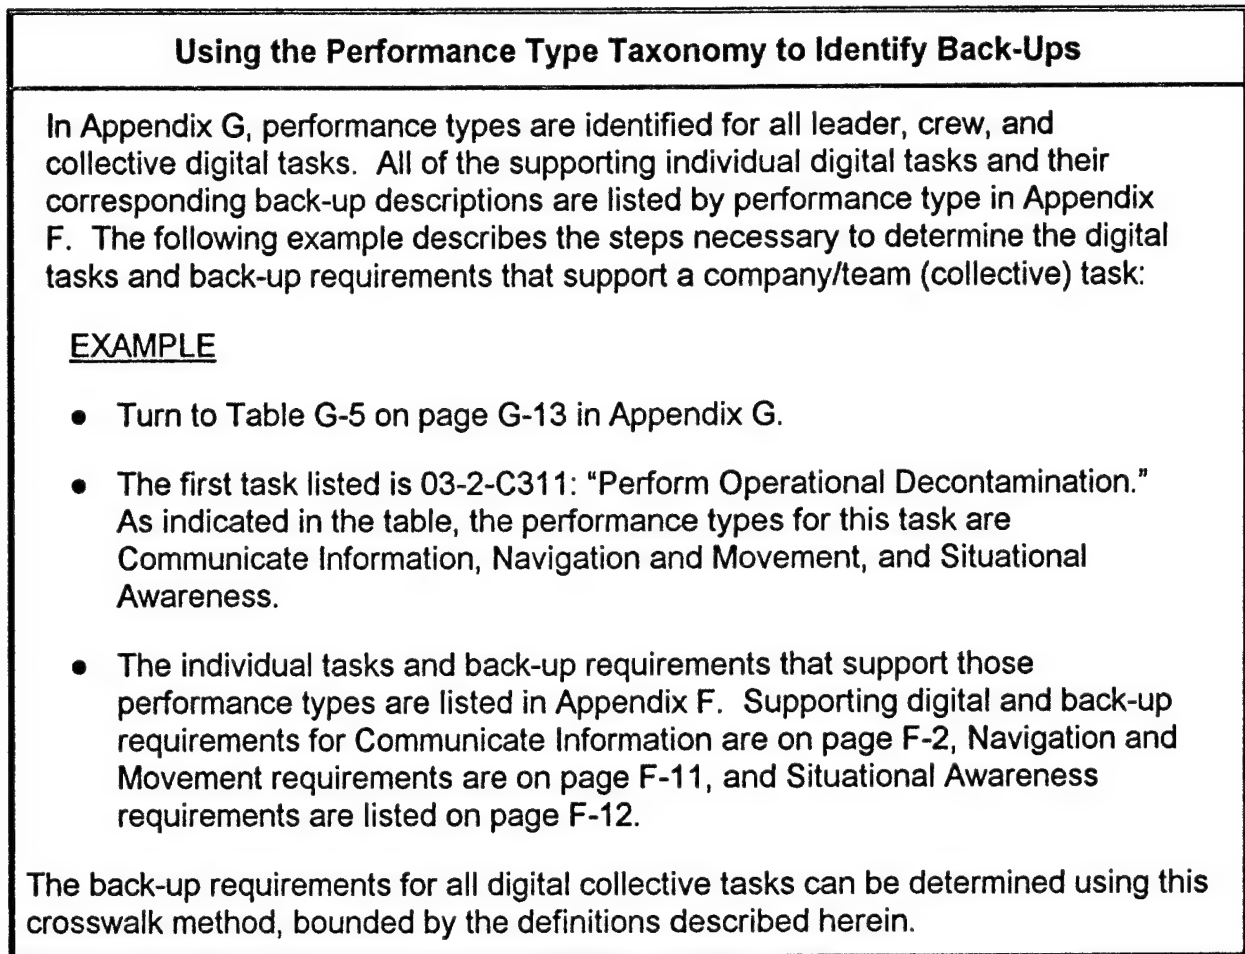 Using the Performance Type Taxonomy to Identify Back-Ups
In Appendix G, performance types are identified for all leader, crew, and
collective digital tasks. All of the supporting individual digital tasks and their
corresponding back-up descriptions are listed by performance type in Appendix
F. The following example describes the steps necessary to determine the digital
tasks and back-up requirements that support a company/team (collective) task:
EXAMPLE
• Turn to Table G-5 on page G-13 in Appendix G.
• The first task listed is 03-2-C311: “Perform Operational Decontamination.”
As indicated in the table, the performance types for this task are
Communicate Information, Navigation and Movement, and Situational
Awareness.
• The individual tasks and back-up requirements that support those
performance types are listed in Appendix F. Supporting digital and back-up
requirements for Communicate Information are on page F-2, Navigation and
Movement requirements are on page F-11, and Situational Awareness
requirements are listed on page F-12.
The back-up requirements for all digital collective tasks can be determined using this
crosswalk method, bounded by the definitions described herein.